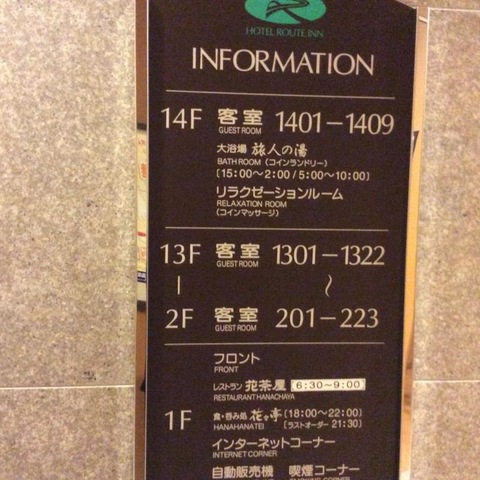 HOTEL ROUTE INN
INFORMATION
14F 客室 1401－1409
GUEST ROOM
大浴場 旅人の湯
BATH ROOM（コインランドリー）
〔15:00〜2:00 / 5:00〜10:00〕
リラクゼーションルーム
RELAXATION ROOM
（コインマッサージ）
13F 客室 1301－1322
GUEST ROOM
｜ 〜
2F 客室 201－223
GUEST ROOM
フロント
FRONT
レストラン 花茶屋 6:30〜9:00
RESTAURANT HANACHAYA
1F 食・呑み処 花々亭 〔18:00〜22:00〕
HANAHANATEI 〔ラストオーダー 21:30〕
インターネットコーナー
INTERNET CORNER
自動販売機 喫煙コーナー
SMOKING CORNER